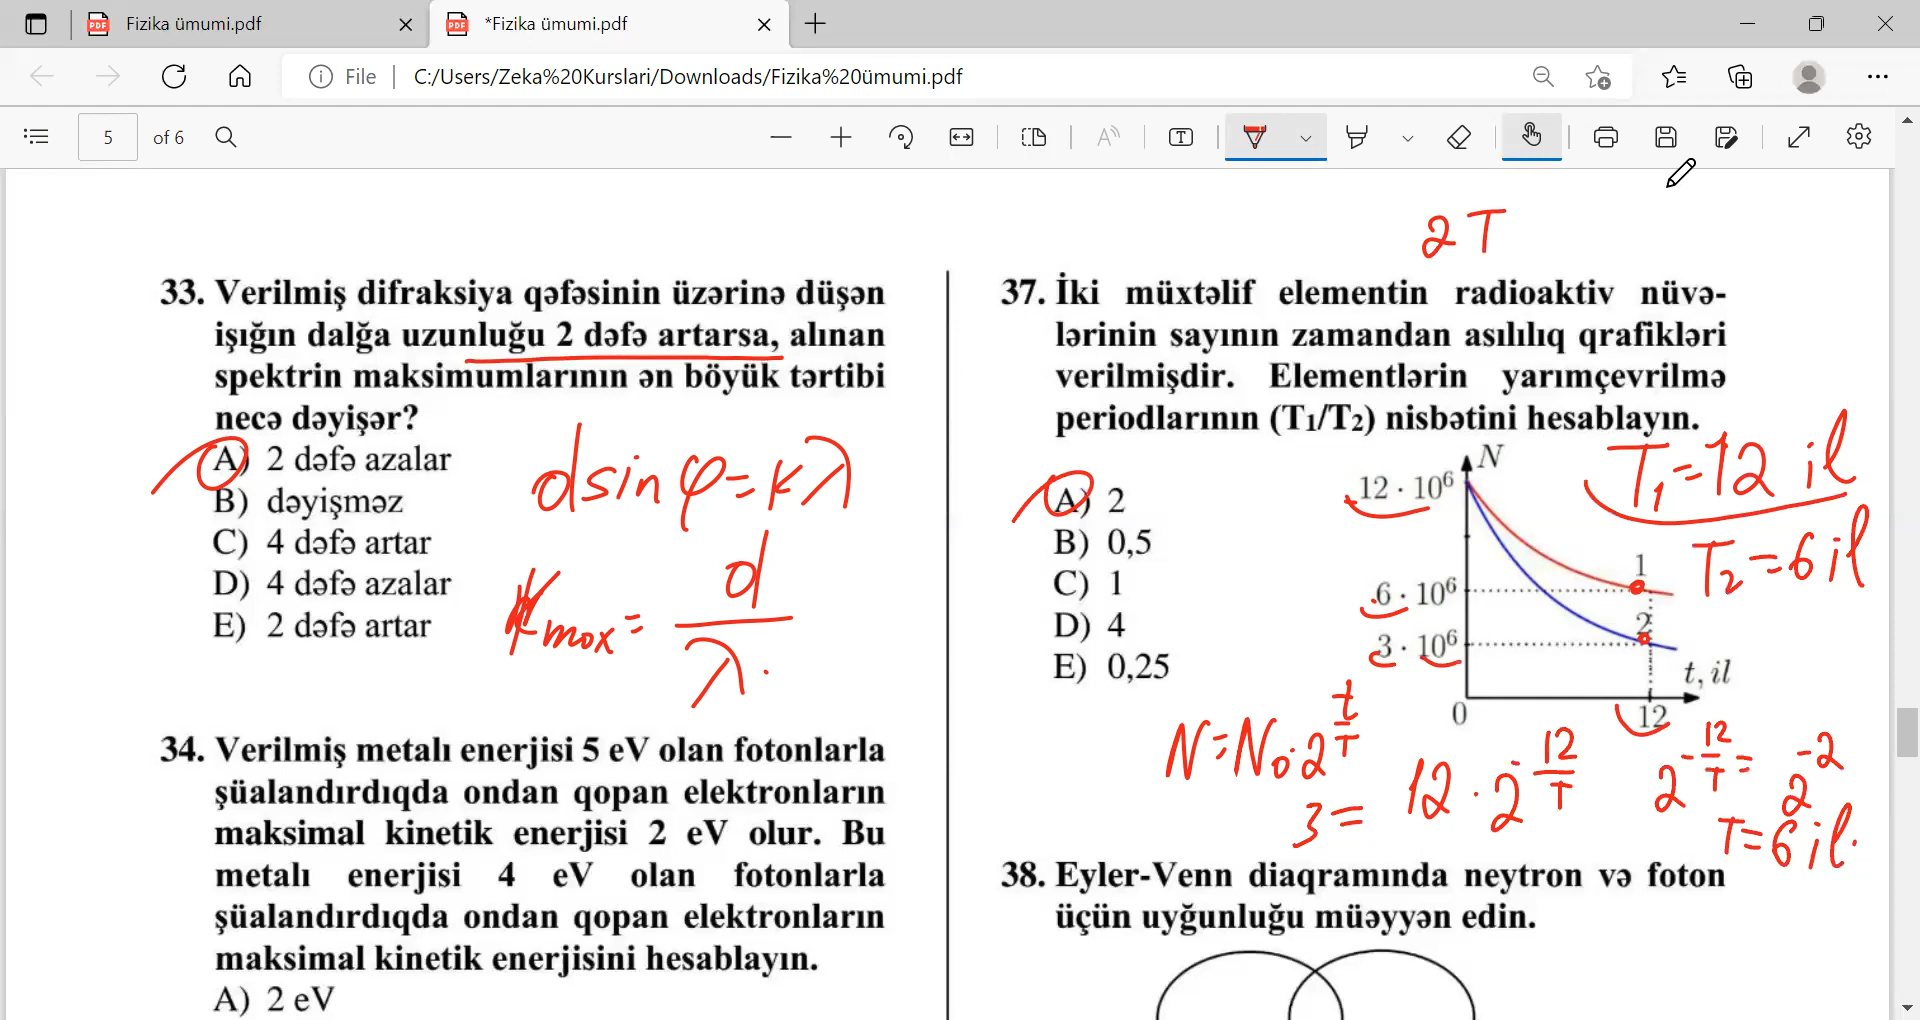 Fizika ümumi.pdf
*Fizika ümumi.pdf
File
C:/Users/Zeka%20Kurslari/Downloads/Fizika%20ümumi.pdf
5 of 6
33. Verilmiş difraksiya qəfəsinin üzərinə düşən
işığın dalğa uzunluğu 2 dəfə artarsa, alınan
spektrin maksimumlarının ən böyük tərtibi
necə dəyişər?
A) 2 dəfə azalar
B) dəyişməz
C) 4 dəfə artar
D) 4 dəfə azalar
E) 2 dəfə artar
dsin φ = kλ
kmax = d/λ.
34. Verilmiş metalı enerjisi 5 eV olan fotonlarla
şüalandırdıqda ondan qopan elektronların
maksimal kinetik enerjisi 2 eV olur. Bu
metalı enerjisi 4 eV olan fotonlarla
şüalandırdıqda ondan qopan elektronların
maksimal kinetik enerjisini hesablayın.
A) 2 eV
2T
37. İki müxtəlif elementin radioaktiv nüvə-
lərinin sayının zamandan asılılıq qrafikləri
verilmişdir. Elementlərin yarımçevrilmə
periodlarının (T1/T2) nisbətini hesablayın.
A) 2
B) 0,5
C) 1
D) 4
E) 0,25
N
12 · 10⁶
6 · 10⁶
3 · 10⁶
1
2
t, il
0
12
T₁ = 12 il
T₂ = 6 il
N = N₀ · 2^t/T
3 = 12 · 2^-12/T
2^-12/T = 2^-2
T = 6 il.
38. Eyler-Venn diaqramında neytron və foton
üçün uyğunluğu müəyyən edin.